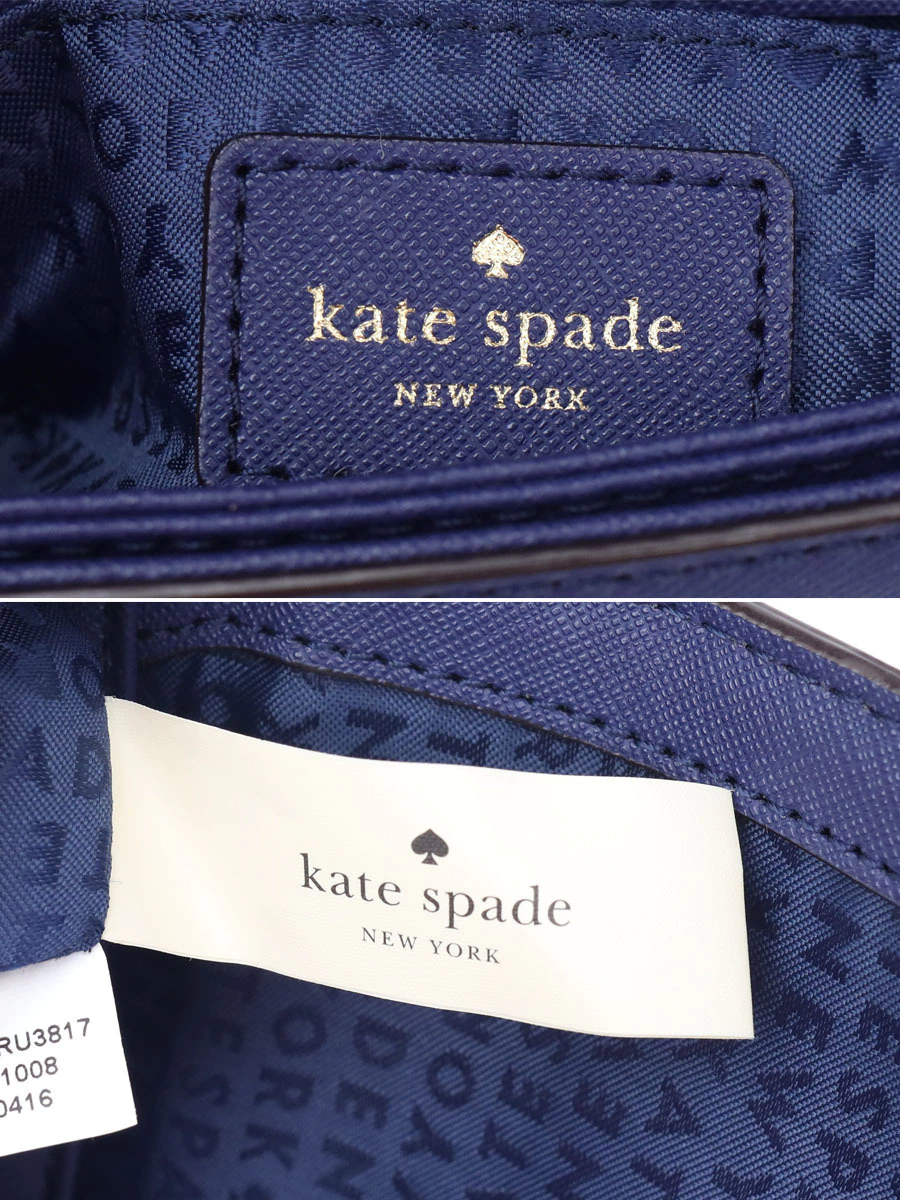 kate spade
NEW YORK
kate spade
NEW YORK
RU3817
1008
0416